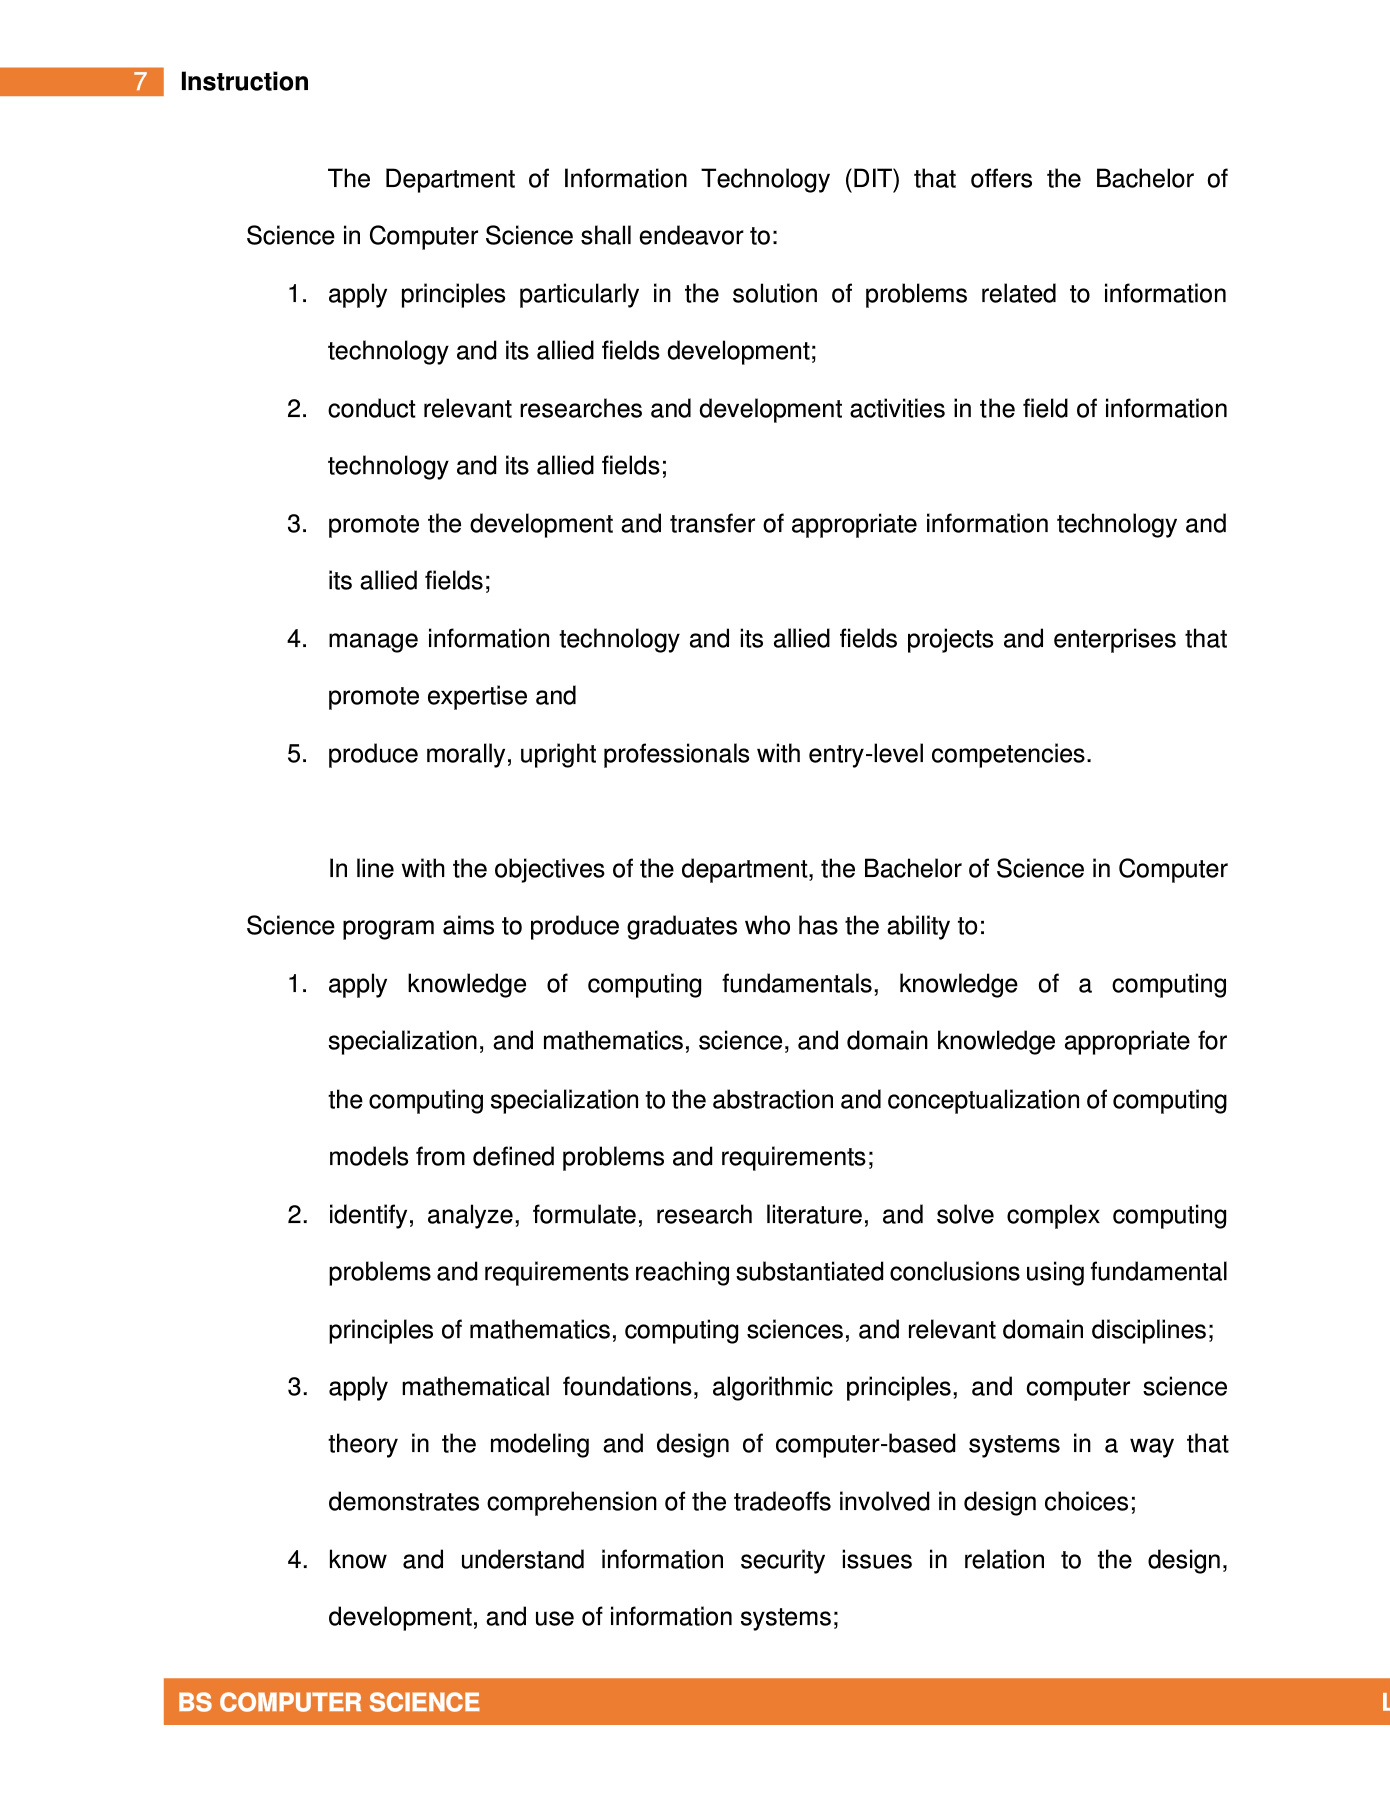 7 Instruction
The Department of Information Technology (DIT) that offers the Bachelor of
Science in Computer Science shall endeavor to:
1. apply principles particularly in the solution of problems related to information
technology and its allied fields development;
2. conduct relevant researches and development activities in the field of information
technology and its allied fields;
3. promote the development and transfer of appropriate information technology and
its allied fields;
4. manage information technology and its allied fields projects and enterprises that
promote expertise and
5. produce morally, upright professionals with entry-level competencies.
In line with the objectives of the department, the Bachelor of Science in Computer
Science program aims to produce graduates who has the ability to:
1. apply knowledge of computing fundamentals, knowledge of a computing
specialization, and mathematics, science, and domain knowledge appropriate for
the computing specialization to the abstraction and conceptualization of computing
models from defined problems and requirements;
2. identify, analyze, formulate, research literature, and solve complex computing
problems and requirements reaching substantiated conclusions using fundamental
principles of mathematics, computing sciences, and relevant domain disciplines;
3. apply mathematical foundations, algorithmic principles, and computer science
theory in the modeling and design of computer-based systems in a way that
demonstrates comprehension of the tradeoffs involved in design choices;
4. know and understand information security issues in relation to the design,
development, and use of information systems;
BS COMPUTER SCIENCE